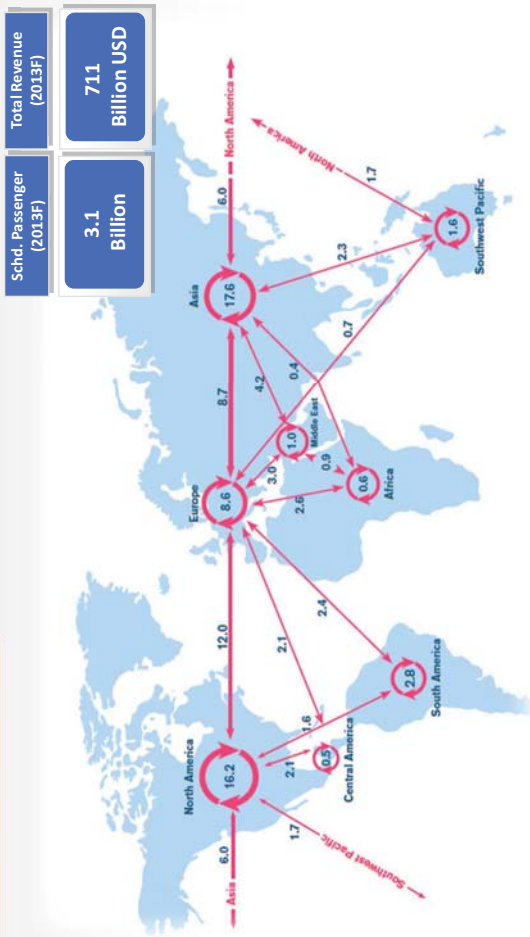 Schd. Passenger
(2013F)
3.1
Billion
Total Revenue
(2013F)
711
Billion USD
North America
16.2
Asia
6.0
1.7
Southwest Pacific
12.0
Europe
8.6
8.7
Asia
17.6
6.0
North America
2.1
1.6
0.5
Central America
2.1
2.4
2.8
South America
2.6
3.0
1.0
Middle East
0.9
0.6
Africa
4.2
0.4
0.7
2.3
1.7
North America
1.6
Southwest Pacific